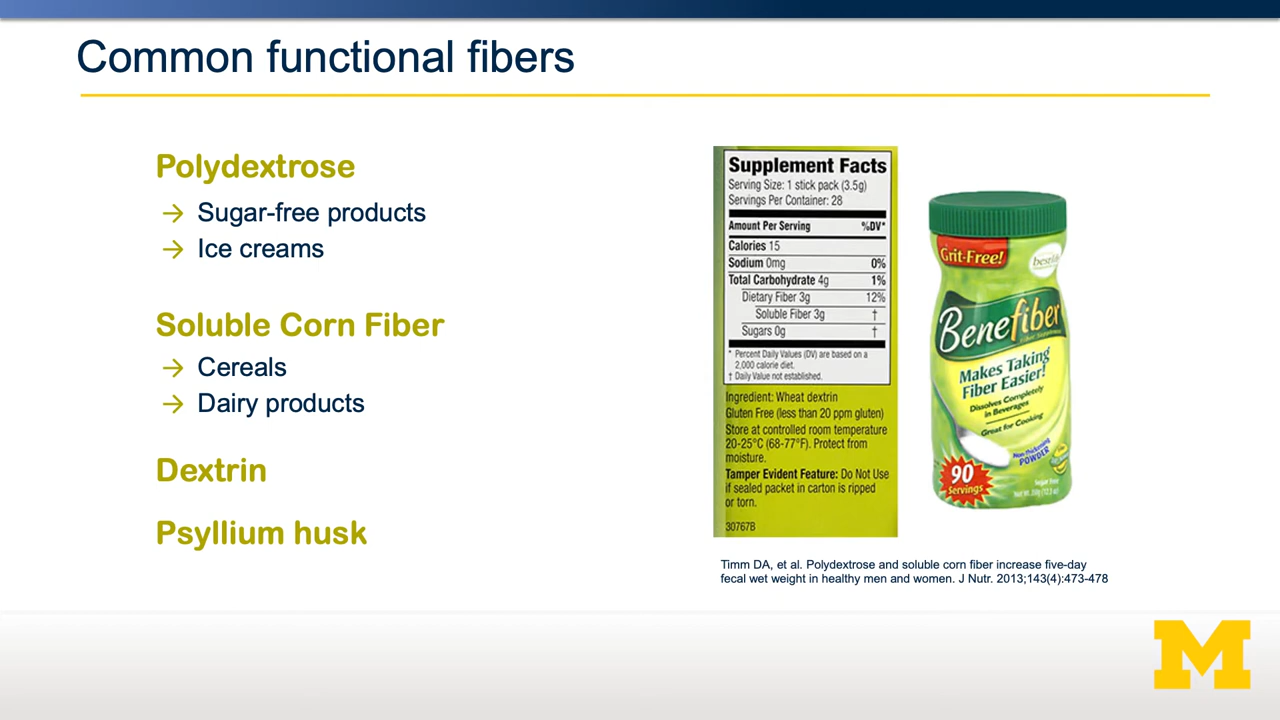 Common functional fibers
Polydextrose
→ Sugar-free products
→ Ice creams
Soluble Corn Fiber
→ Cereals
→ Dairy products
Dextrin
Psyllium husk
Supplement Facts
Serving Size: 1 stick pack (3.5g)
Servings Per Container: 28
Amount Per Serving %DV*
Calories 15
Sodium 0mg 0%
Total Carbohydrate 4g 1%
Dietary Fiber 3g 12%
Soluble Fiber 3g †
Sugars 0g †
* Percent Daily Values (DV) are based on a
2,000 calorie diet.
† Daily Value not established.
Ingredient: Wheat dextrin
Gluten Free (less than 20 ppm gluten)
Store at controlled room temperature
20-25°C (68-77°F). Protect from
moisture.
Tamper Evident Feature: Do Not Use
if sealed packet in carton is ripped
or torn.
30767B
Grit-Free!
Benefiber
Makes Taking
Fiber Easier!
Dissolves Completely
in Beverages
Great for Cooking
Non-thickening
POWDER
90
Servings
Timm DA, et al. Polydextrose and soluble corn fiber increase five-day
fecal wet weight in healthy men and women. J Nutr. 2013;143(4):473-478
M